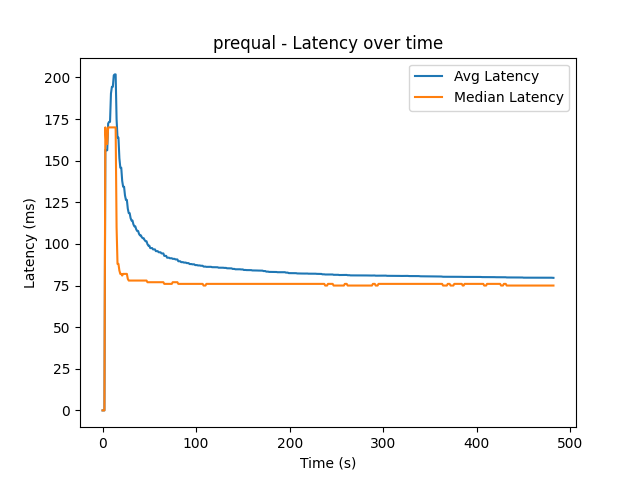 prequal - Latency over time
Avg Latency
Median Latency
Latency (ms)
200
175
150
125
100
75
50
25
0
0 100 200 300 400 500
Time (s)